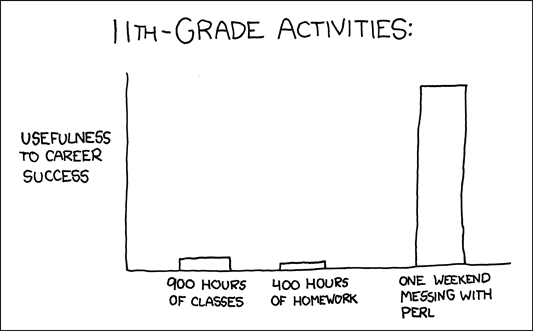 11TH-GRADE ACTIVITIES:
USEFULNESS
TO CAREER
SUCCESS
900 HOURS
OF CLASSES
400 HOURS
OF HOMEWORK
ONE WEEKEND
MESSING WITH
PERL